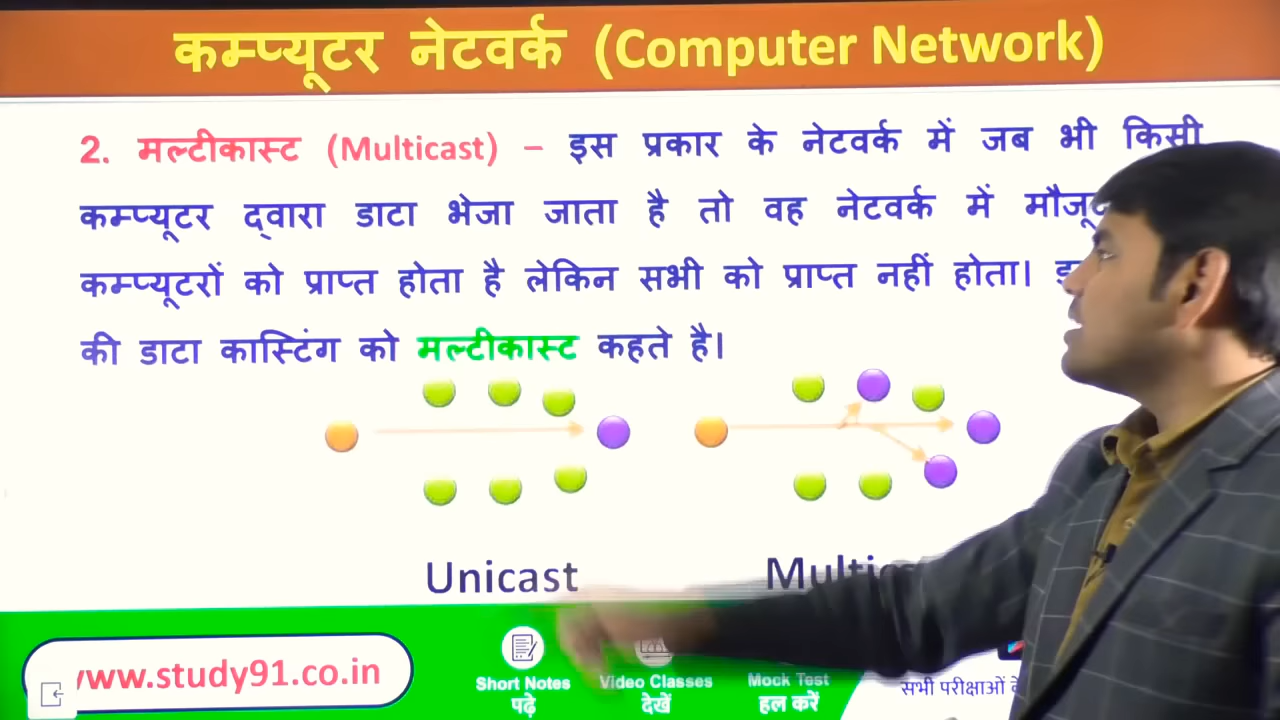 कम्प्यूटर नेटवर्क (Computer Network)
2. मल्टीकास्ट (Multicast) – इस प्रकार के नेटवर्क में जब भी किसी
कम्प्यूटर द्वारा डाटा भेजा जाता है तो वह नेटवर्क में
कम्प्यूटरों को प्राप्त होता है लेकिन सभी को प्राप्त नहीं होता।
की डाटा कास्टिंग को मल्टीकास्ट कहते है।
Unicast
www.study91.co.in
Short Notes
पढ़े
Video Classes
देखें
Mock Test
हल करें
सभी परीक्षाओं